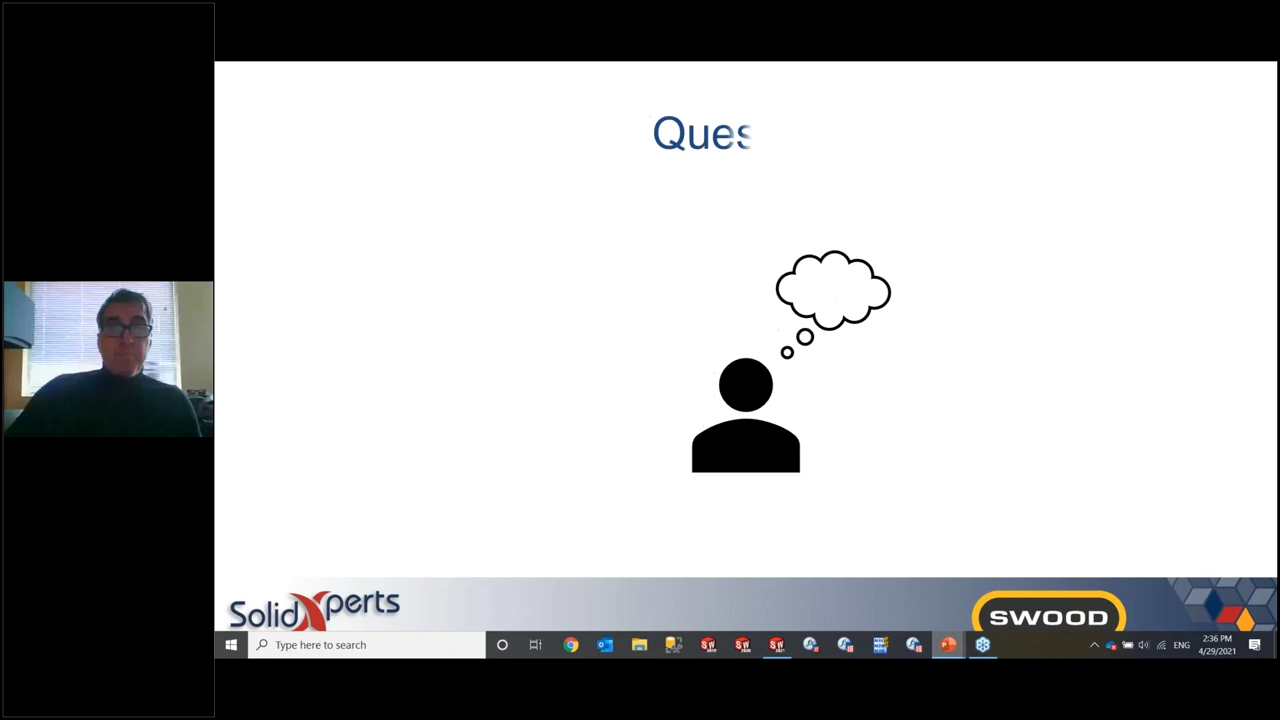 Ques
SolidXperts
SWOOD
Type here to search
ENG
2:36 PM
4/29/2021